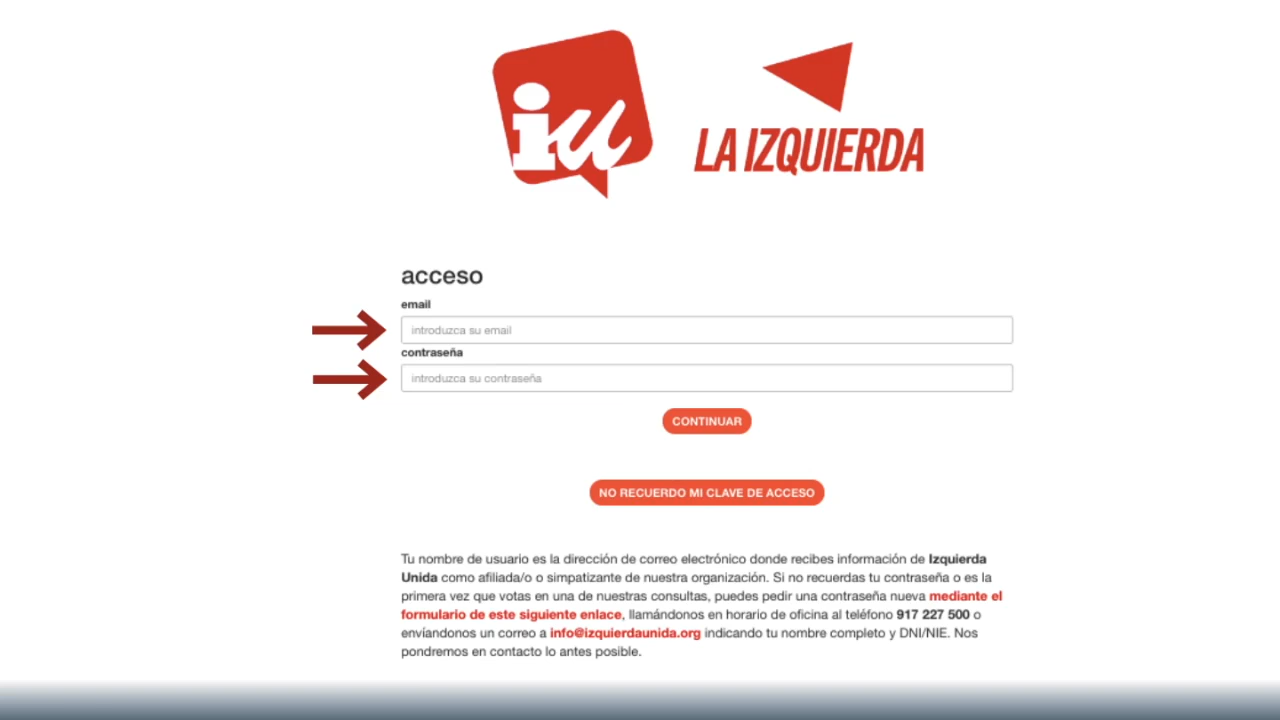 iu
LA IZQUIERDA
acceso
email
introduzca su email
contraseña
introduzca su contraseña
CONTINUAR
NO RECUERDO MI CLAVE DE ACCESO
Tu nombre de usuario es la dirección de correo electrónico donde recibes información de Izquierda
Unida como afiliada/o o simpatizante de nuestra organización. Si no recuerdas tu contraseña o es la
primera vez que votas en una de nuestras consultas, puedes pedir una contraseña nueva mediante el
formulario de este siguiente enlace, llamándonos en horario de oficina al teléfono 917 227 500 o
envíandonos un correo a info@izquierdaunida.org indicando tu nombre completo y DNI/NIE. Nos
pondremos en contacto lo antes posible.